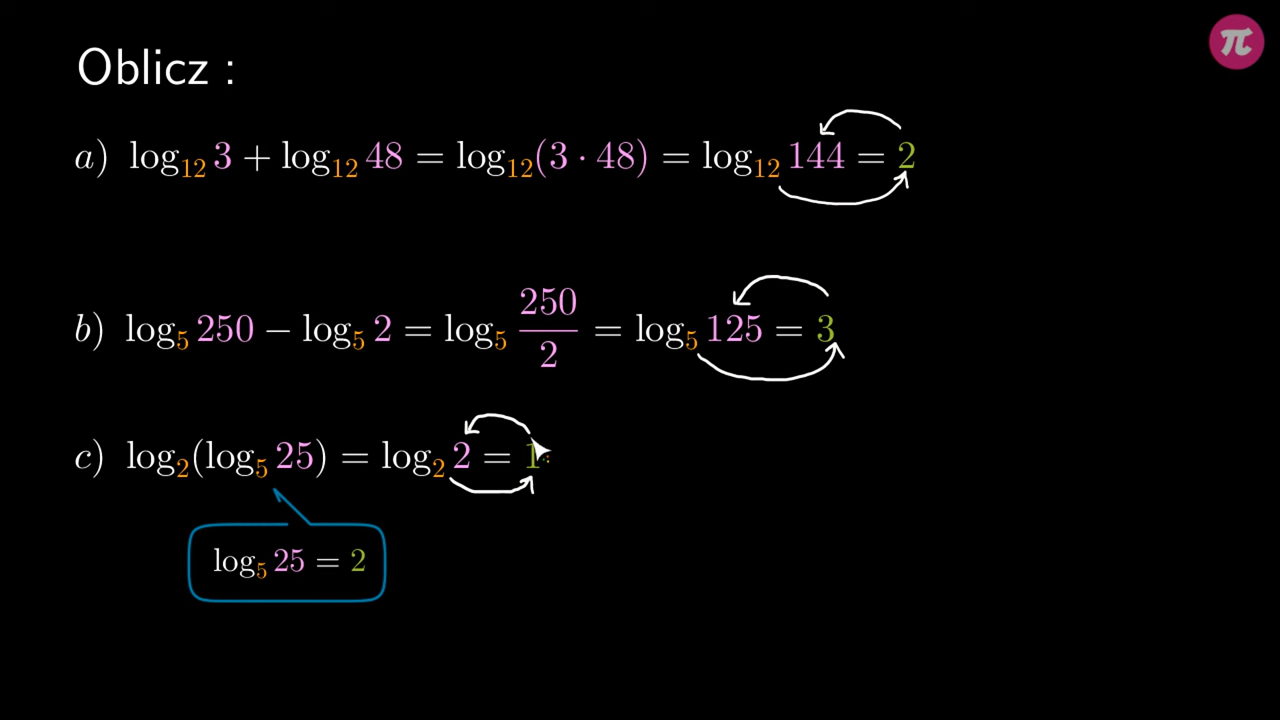 π
Oblicz :
a) log₁₂ 3 + log₁₂ 48 = log₁₂(3 · 48) = log₁₂ 144 = 2
b) log₅ 250 − log₅ 2 = log₅ 250/2 = log₅ 125 = 3
c) log₂(log₅ 25) = log₂ 2 = 1
log₅ 25 = 2